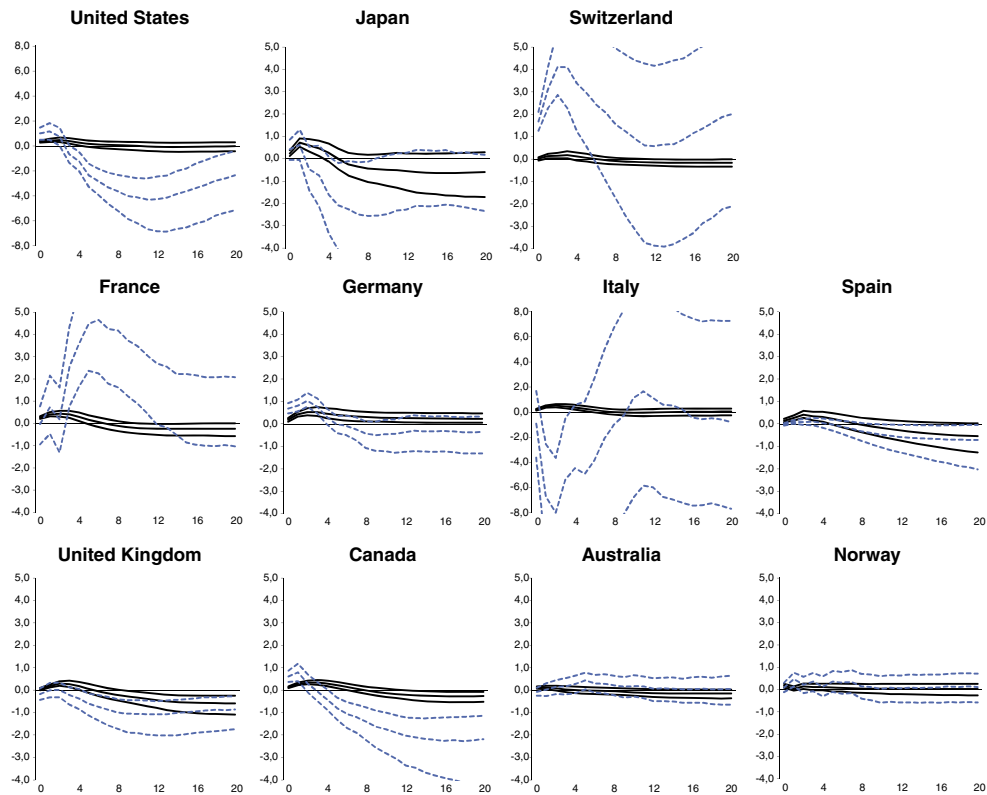 United States Japan Switzerland
8,0 5,0 5,0
6,0 4,0 4,0
4,0 3,0 3,0
2,0 2,0 2,0
0,0 1,0 1,0
-2,0 0,0 0,0
-4,0 -1,0 -1,0
-6,0 -2,0 -2,0
-8,0 -3,0 -3,0
-4,0 -4,0
0 4 8 12 16 20 0 4 8 12 16 20 0 4 8 12 16 20
France Germany Italy Spain
5,0 5,0 8,0 5,0
4,0 4,0 6,0 4,0
3,0 3,0 4,0 3,0
2,0 2,0 2,0 2,0
1,0 1,0 0,0 1,0
0,0 0,0 -2,0 0,0
-1,0 -1,0 -4,0 -1,0
-2,0 -2,0 -6,0 -2,0
-3,0 -3,0 -8,0 -3,0
-4,0 -4,0 -4,0
0 4 8 12 16 20 0 4 8 12 16 20 0 4 8 12 16 20 0 4 8 12 16 20
United Kingdom Canada Australia Norway
5,0 5,0 5,0 5,0
4,0 4,0 4,0 4,0
3,0 3,0 3,0 3,0
2,0 2,0 2,0 2,0
1,0 1,0 1,0 1,0
0,0 0,0 0,0 0,0
-1,0 -1,0 -1,0 -1,0
-2,0 -2,0 -2,0 -2,0
-3,0 -3,0 -3,0 -3,0
-4,0 -4,0 -4,0 -4,0
0 4 8 12 16 20 0 4 8 12 16 20 0 4 8 12 16 20 0 4 8 12 16 20